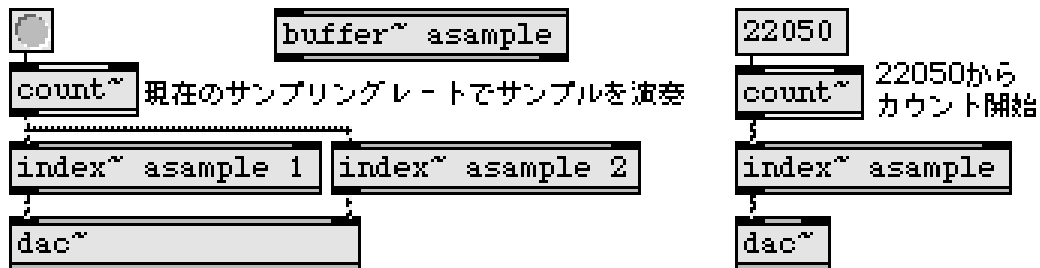 buffer~ asample
22050
count~
現在のサンプリングレートでサンプルを演奏
count~
22050から
カウント開始
index~ asample 1
index~ asample 2
index~ asample
dac~
dac~